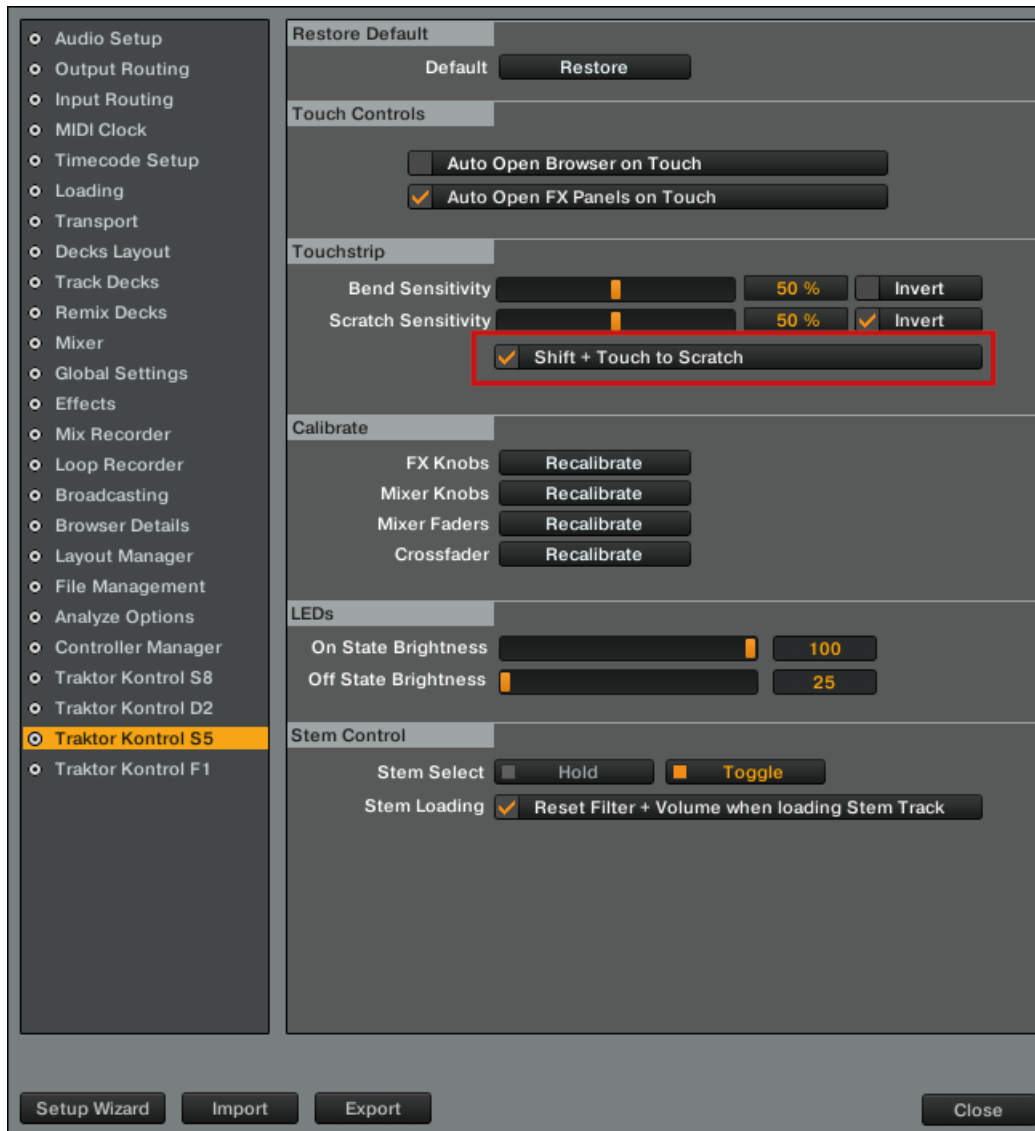 Audio Setup
Output Routing
Input Routing
MIDI Clock
Timecode Setup
Loading
Transport
Decks Layout
Track Decks
Remix Decks
Mixer
Global Settings
Effects
Mix Recorder
Loop Recorder
Broadcasting
Browser Details
Layout Manager
File Management
Analyze Options
Controller Manager
Traktor Kontrol S8
Traktor Kontrol D2
Traktor Kontrol S5
Traktor Kontrol F1
Restore Default
Default Restore
Touch Controls
Auto Open Browser on Touch
Auto Open FX Panels on Touch
Touchstrip
Bend Sensitivity 50 % Invert
Scratch Sensitivity 50 % Invert
Shift + Touch to Scratch
Calibrate
FX Knobs Recalibrate
Mixer Knobs Recalibrate
Mixer Faders Recalibrate
Crossfader Recalibrate
LEDs
On State Brightness 100
Off State Brightness 25
Stem Control
Stem Select Hold Toggle
Stem Loading Reset Filter + Volume when loading Stem Track
Setup Wizard Import Export Close